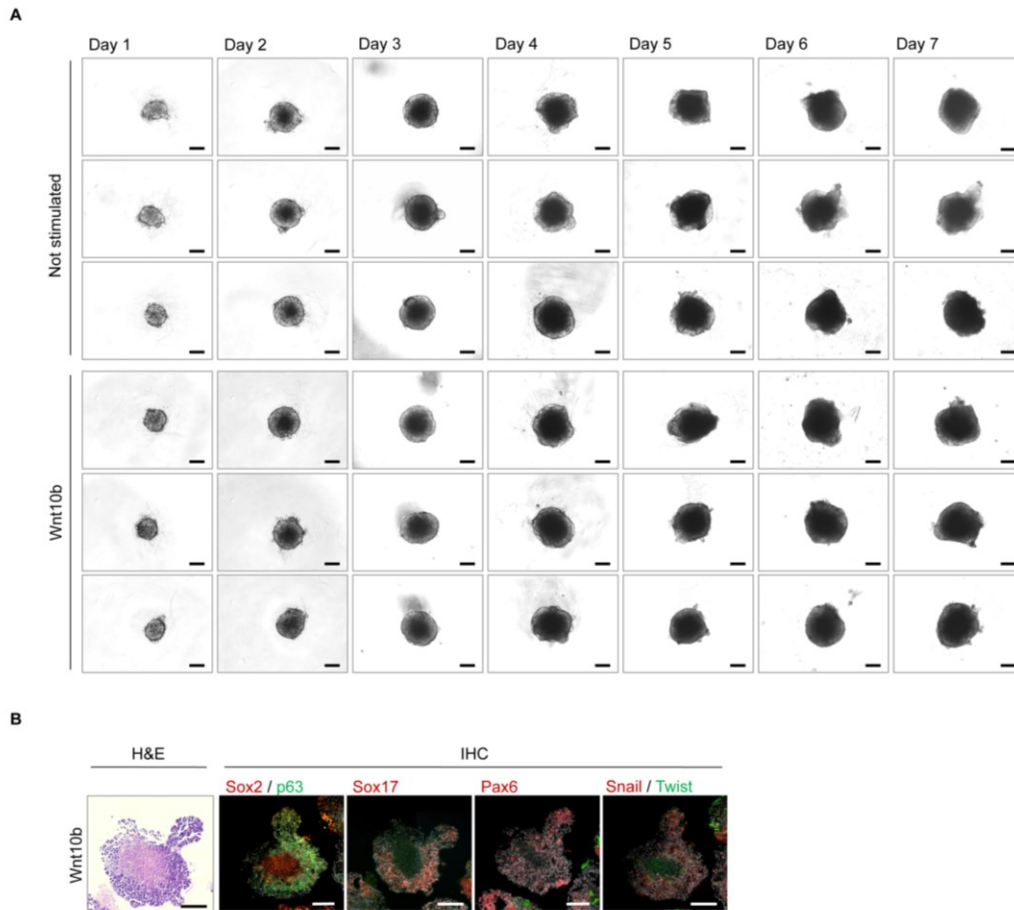 A
Day 1 Day 2 Day 3 Day 4 Day 5 Day 6 Day 7
Not stimulated
Wnt10b
B
H&E IHC
Sox2 / p63 Sox17 Pax6 Snail / Twist
Wnt10b